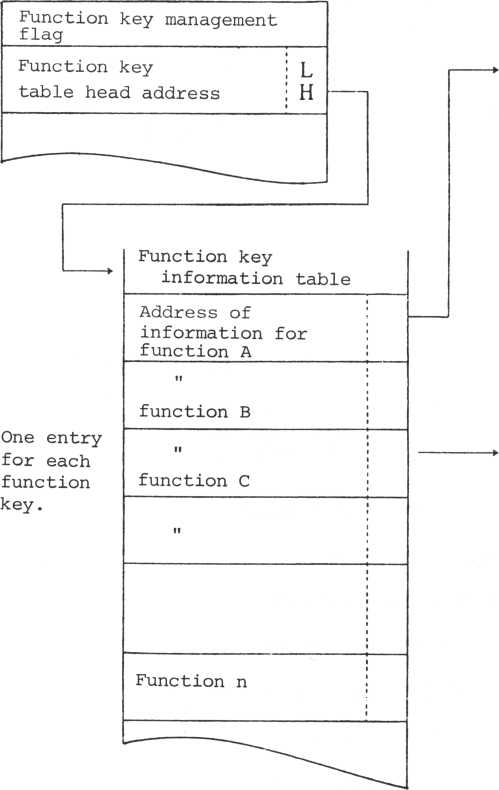 Function key management
flag
Function key
table head address
L
H
Function key
information table
Address of
information for
function A
"
function B
"
function C
"
Function n
One entry
for each
function
key.